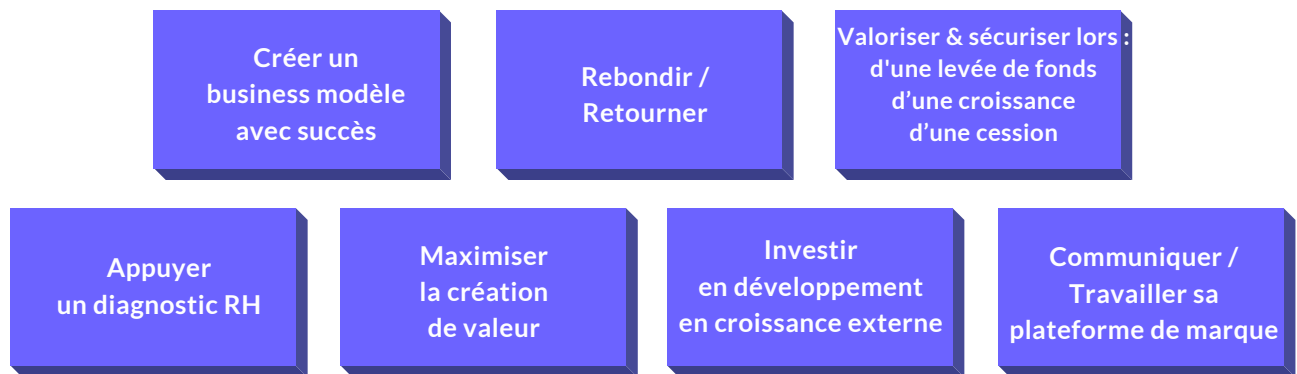 Créer un
business modèle
avec succès
Rebondir /
Retourner
Valoriser & sécuriser lors :
d'une levée de fonds
d’une croissance
d’une cession
Appuyer
un diagnostic RH
Maximiser
la création
de valeur
Investir
en développement
en croissance externe
Communiquer /
Travailler sa
plateforme de marque